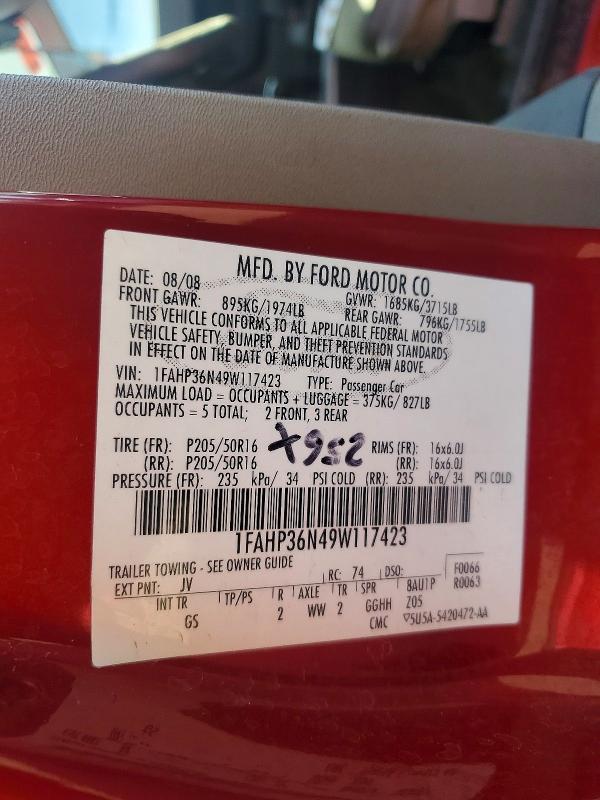 MFD. BY FORD MOTOR CO.
DATE: 08/08 GVWR: 1685KG/3715LB
FRONT GAWR: 895KG/1974LB REAR GAWR: 796KG/1755LB
THIS VEHICLE CONFORMS TO ALL APPLICABLE FEDERAL MOTOR
VEHICLE SAFETY, BUMPER, AND THEFT PREVENTION STANDARDS
IN EFFECT ON THE DATE OF MANUFACTURE SHOWN ABOVE.
VIN: 1FAHP36N49W117423 TYPE: Passenger Car
MAXIMUM LOAD = OCCUPANTS + LUGGAGE = 375KG/ 827LB
OCCUPANTS = 5 TOTAL; 2 FRONT, 3 REAR
TIRE (FR): P205/50R16 RIMS (FR): 16x6.0J
(RR): P205/50R16 (RR): 16x6.0J
PRESSURE (FR): 235 kPa/ 34 PSI COLD (RR): 235 kPa/ 34 PSI COLD
1FAHP36N49W117423
TRAILER TOWING - SEE OWNER GUIDE
EXT PNT: JV RC: 74 DSO: F0066
R0063
INT TR TP/PS R AXLE TR SPR 8AU1P
GS 2 WW 2 GGHH Z05
CMC ▽5U5A-5420472-AA